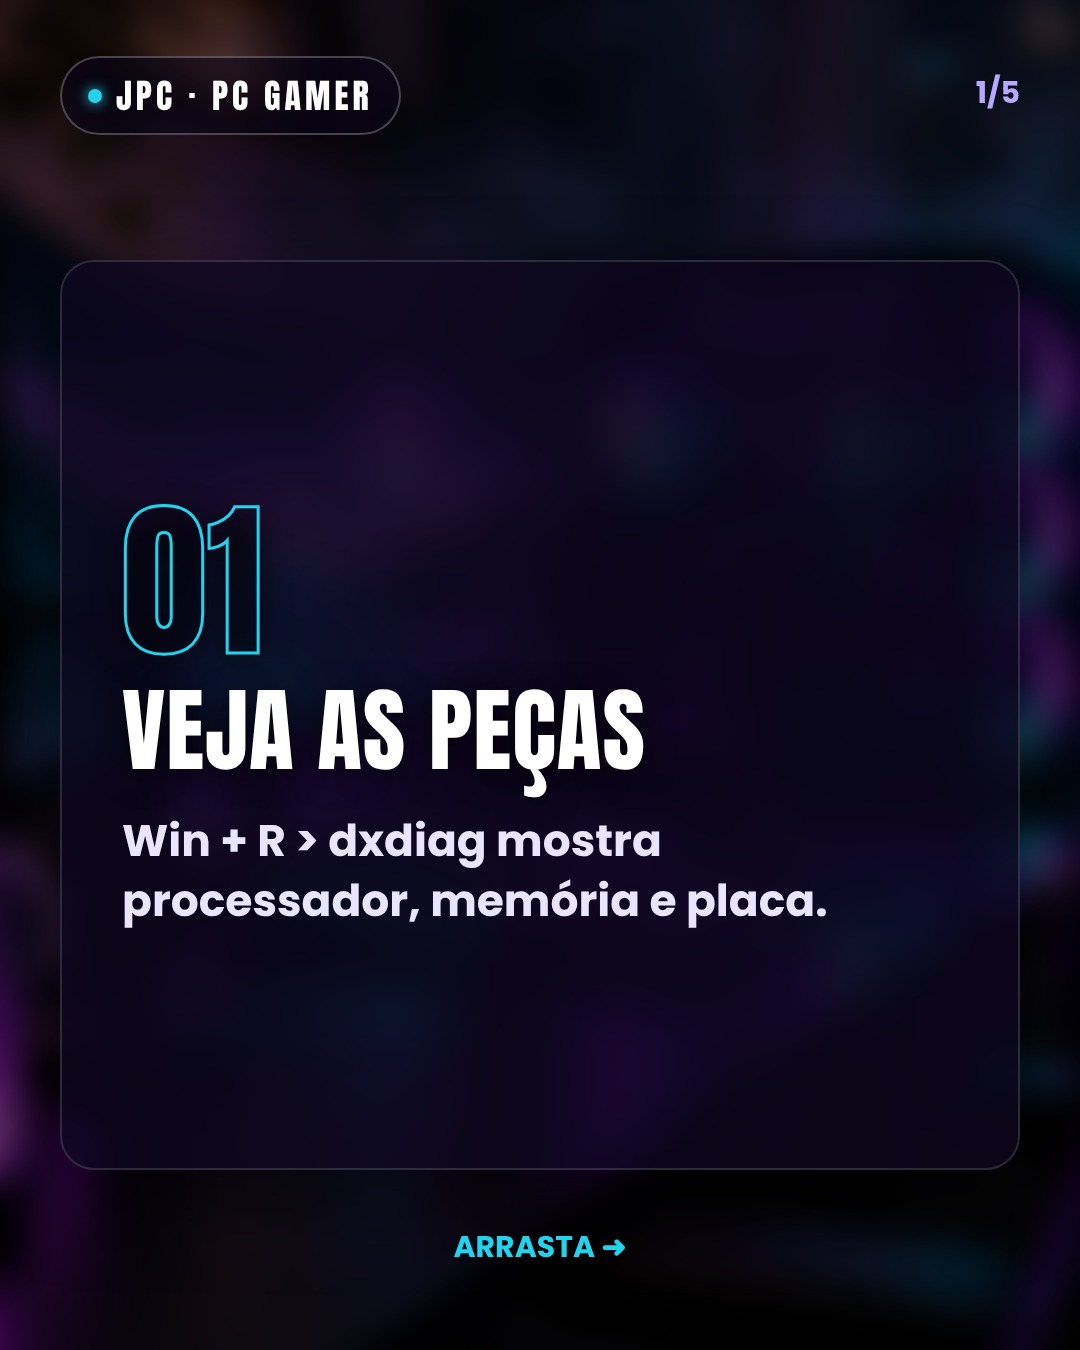 JPC · PC GAMER
1/5
01
VEJA AS PEÇAS
Win + R > dxdiag mostra
processador, memória e placa.
ARRASTA ➜